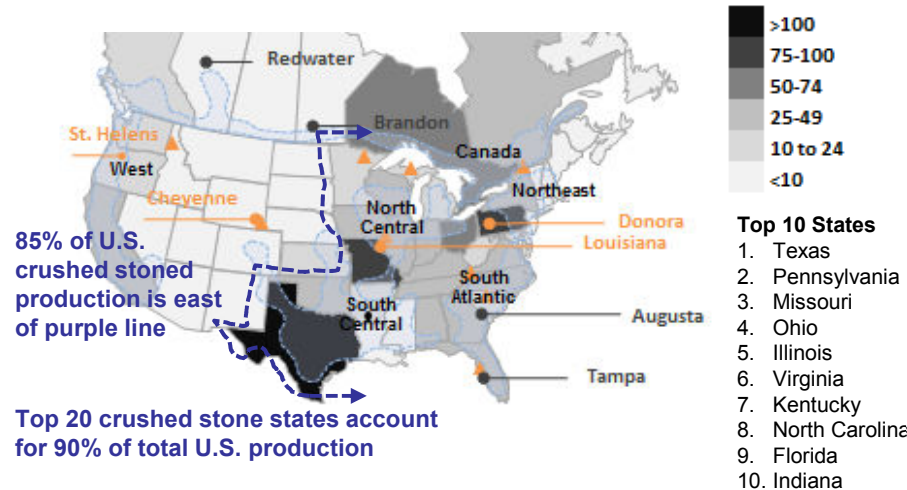 >100
75-100
50-74
25-49
10 to 24
<10
Redwater
Brandon
St. Helens
West
Canada
Northeast
Cheyenne
North
Central
Donora
Louisiana
85% of U.S.
crushed stoned
production is east
of purple line
South
Atlantic
South
Central
Augusta
Tampa
Top 20 crushed stone states account
for 90% of total U.S. production
Top 10 States
1. Texas
2. Pennsylvania
3. Missouri
4. Ohio
5. Illinois
6. Virginia
7. Kentucky
8. North Carolina
9. Florida
10. Indiana